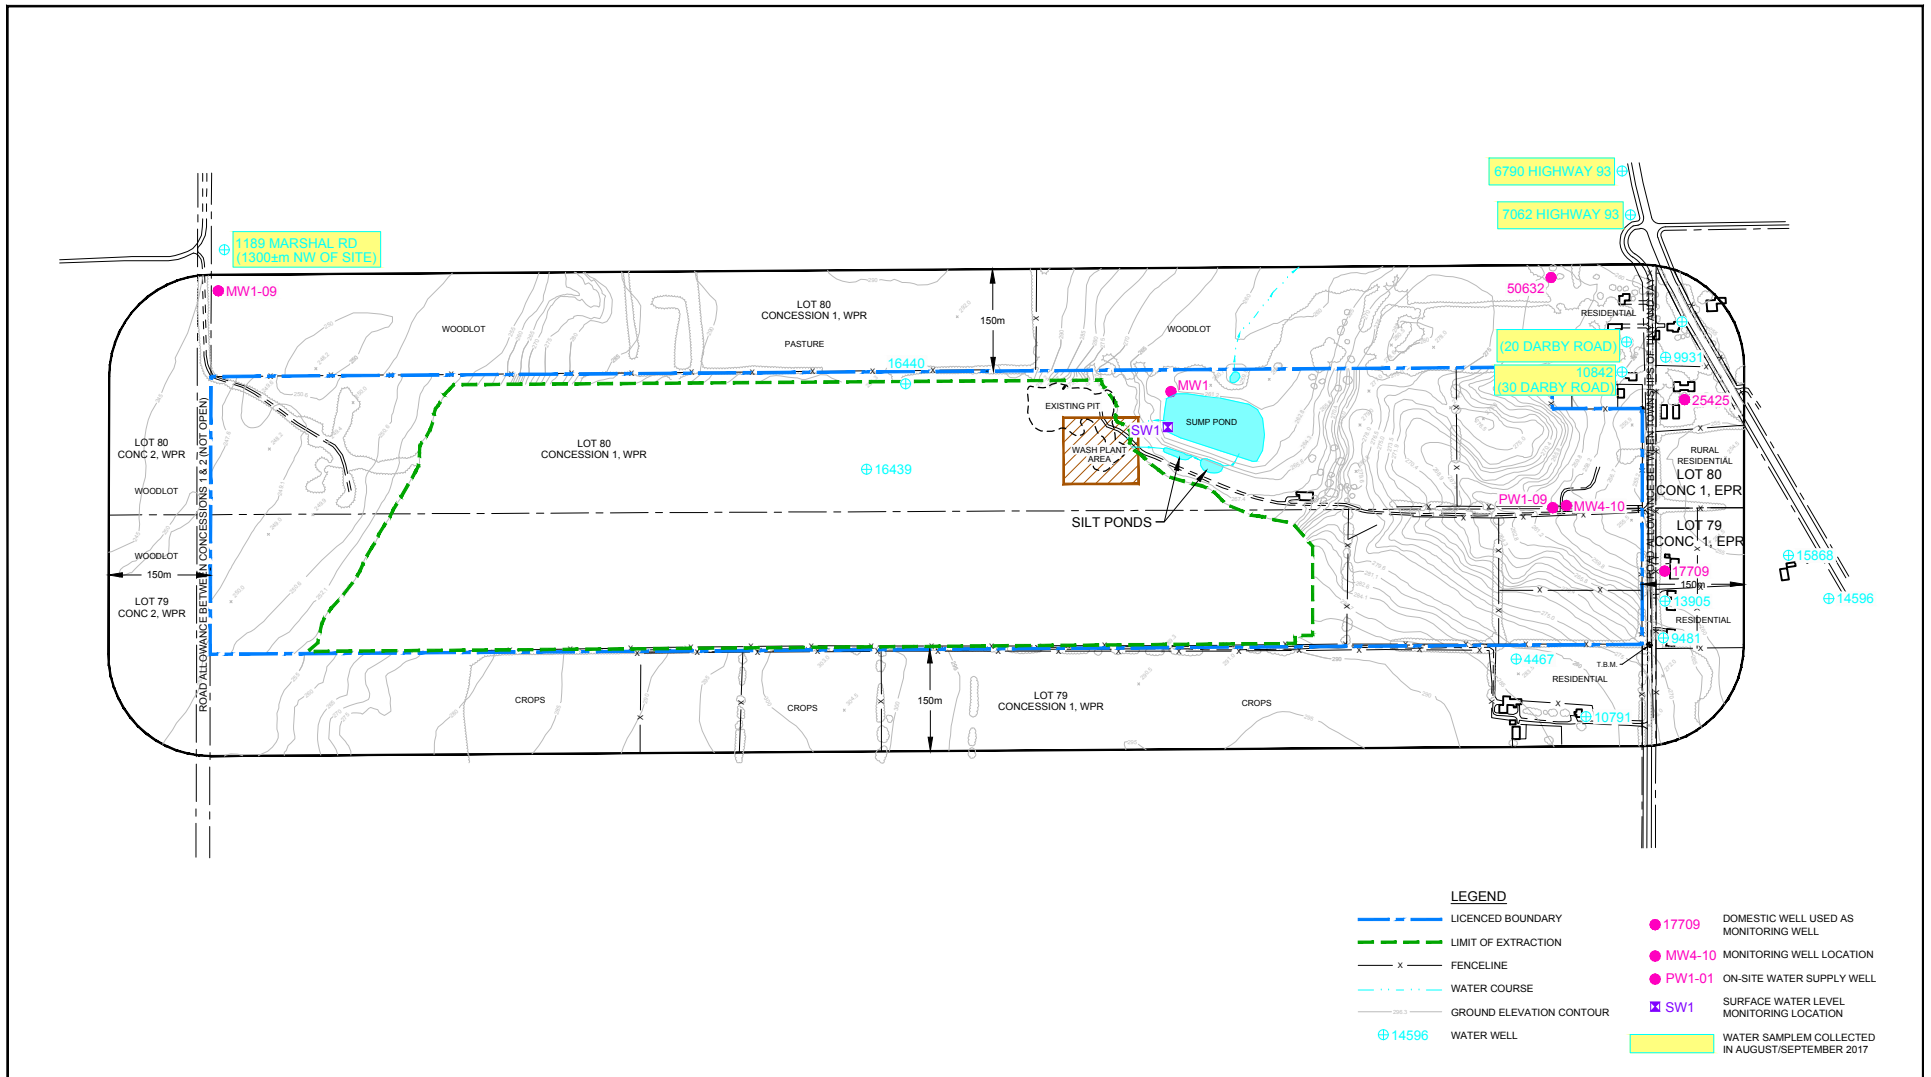 6790 HIGHWAY 93
7062 HIGHWAY 93
1189 MARSHAL RD
(1300±m NW OF SITE)
MW1-09
LOT 80
CONCESSION 1, WPR
150m
50632
WOODLOT
PASTURE
WOODLOT
RESIDENTIAL
(20 DARBY ROAD)
9931
16440
10842
(30 DARBY ROAD)
MW1
25425
EXISTING PIT
SUMP POND
SW1
LOT 80
CONC 2, WPR
LOT 80
CONCESSION 1, WPR
WASH PLANT
AREA
16439
RURAL
RESIDENTIAL
LOT 80
CONC 1, EPR
WOODLOT
PW1-09
MW4-10
SILT PONDS
LOT 79
CONC 1, EPR
WOODLOT
15868
150m
17709
150m
LOT 79
CONC 2, WPR
13905
14596
RESIDENTIAL
9481
4467
T.B.M.
RESIDENTIAL
CROPS
150m
CROPS
LOT 79
CONCESSION 1, WPR
CROPS
10791
ROAD ALLOWANCE BETWEEN CONCESSIONS 1 & 2 (NOT OPEN)
ROAD ALLOWANCE BETWEEN TOWNSHIPS OF TINY AND TAY
LEGEND
LICENCED BOUNDARY
LIMIT OF EXTRACTION
X FENCELINE
WATER COURSE
GROUND ELEVATION CONTOUR
14596 WATER WELL
17709 DOMESTIC WELL USED AS
MONITORING WELL
MW4-10 MONITORING WELL LOCATION
PW1-01 ON-SITE WATER SUPPLY WELL
SW1 SURFACE WATER LEVEL
MONITORING LOCATION
WATER SAMPLEM COLLECTED
IN AUGUST/SEPTEMBER 2017